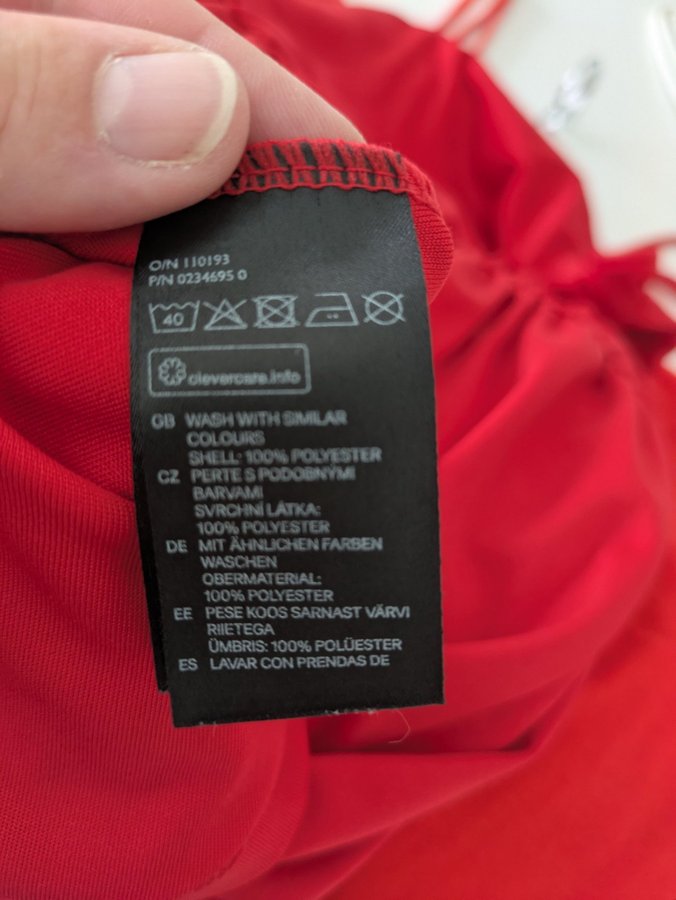 O/N 110193
P/N 0234695 0
40
clevercare.info
GB WASH WITH SIMILAR
COLOURS
SHELL: 100% POLYESTER
CZ PERTE S PODOBNÝMI
BARVAMI
SVRCHNÍ LÁTKA:
100% POLYESTER
DE MIT ÄHNLICHEN FARBEN
WASCHEN
OBERMATERIAL:
100% POLYESTER
EE PESE KOOS SARNAST VÄRVI
RIIETEGA
ÜMBRIS: 100% POLÜESTER
ES LAVAR CON PRENDAS DE